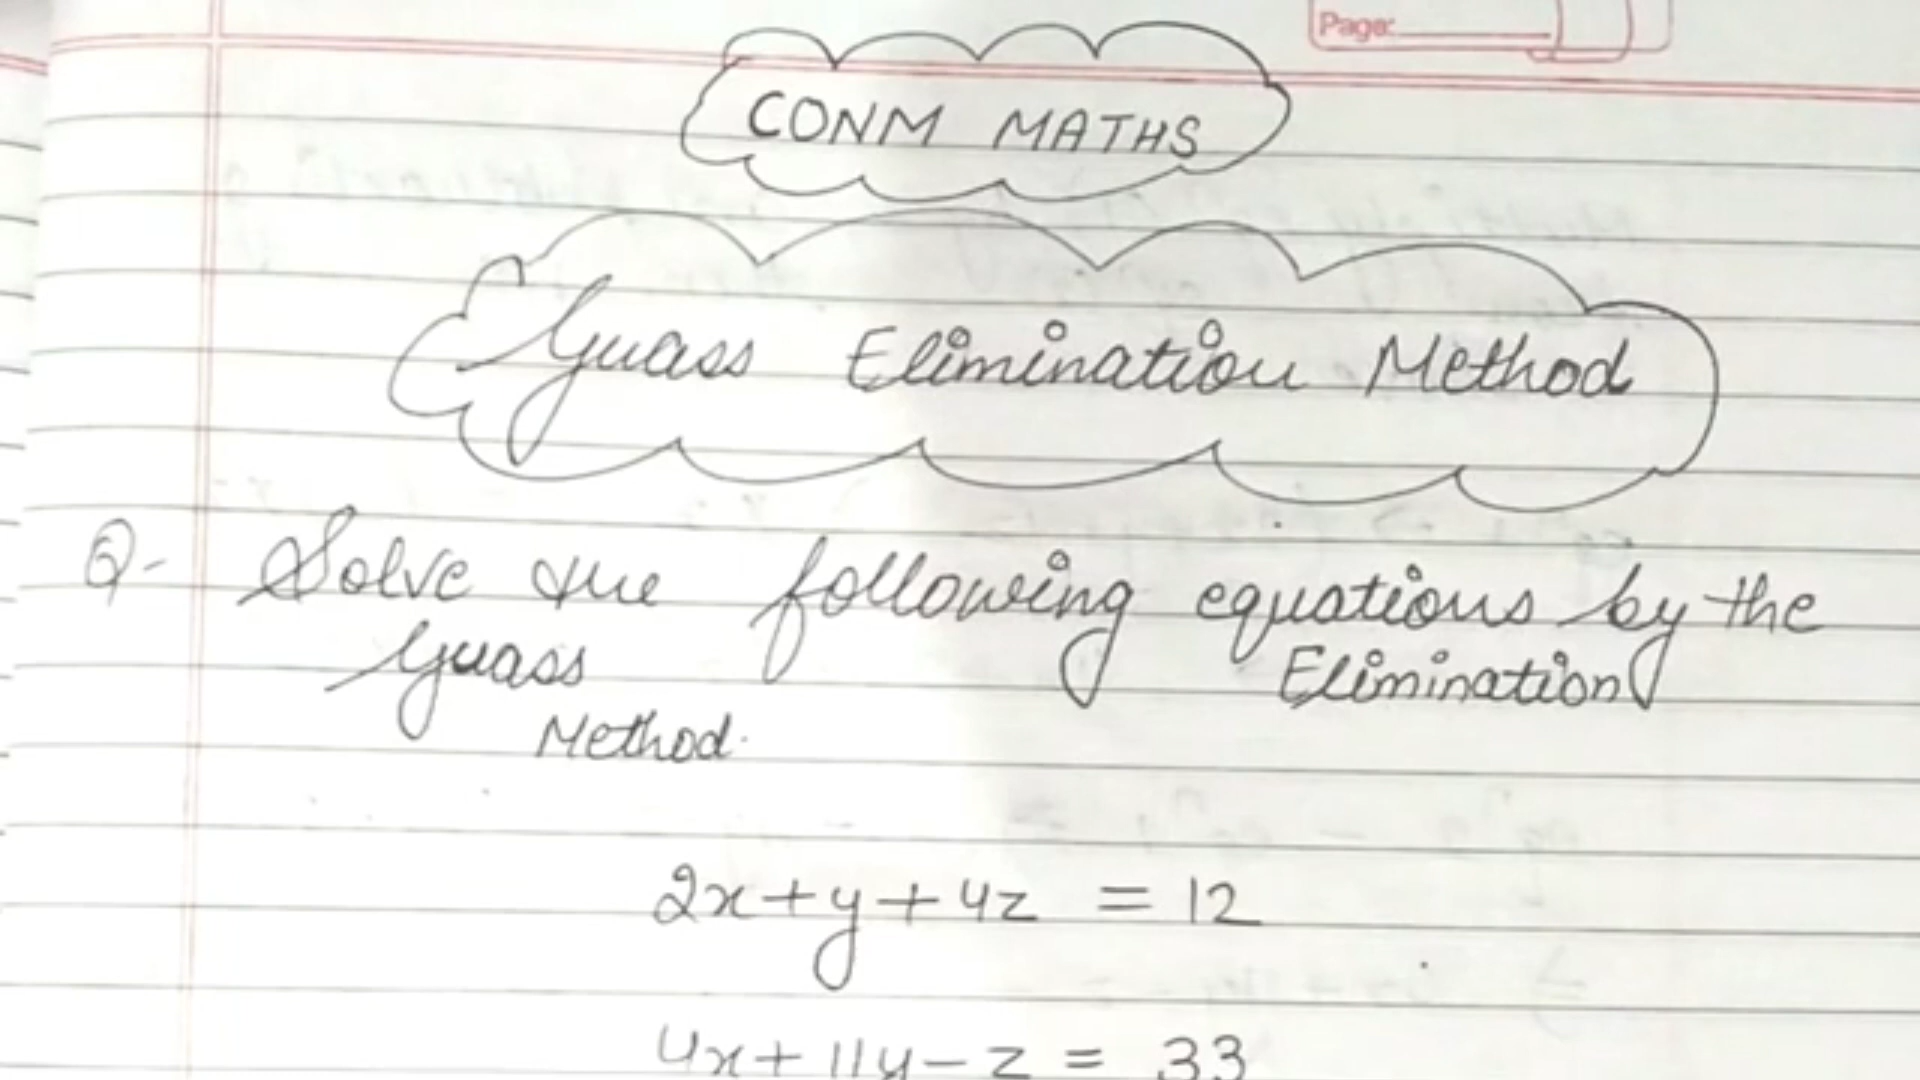 Page:
CONM MATHS
Guass Elimination Method
Q- Solve the following equations by the
Guass Elimination
Method.
2x+y+4z = 12
4x+11y-z = 33